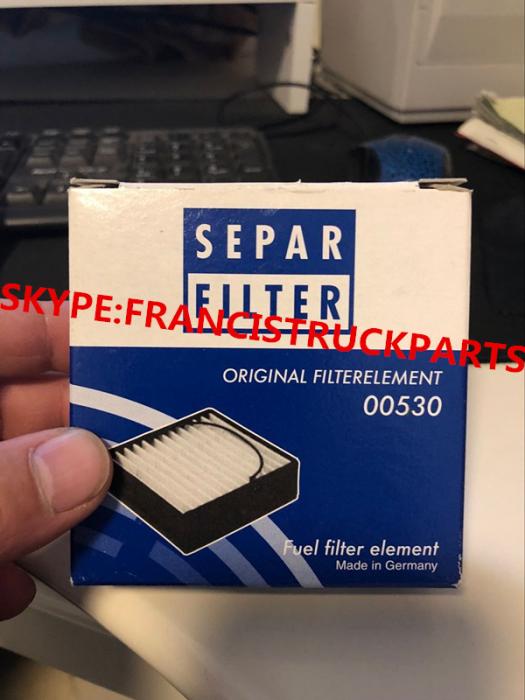 SEPAR
FILTER
SKYPE:FRANCISTRUCKPARTS
ORIGINAL FILTERELEMENT
00530
Fuel filter element
Made in Germany